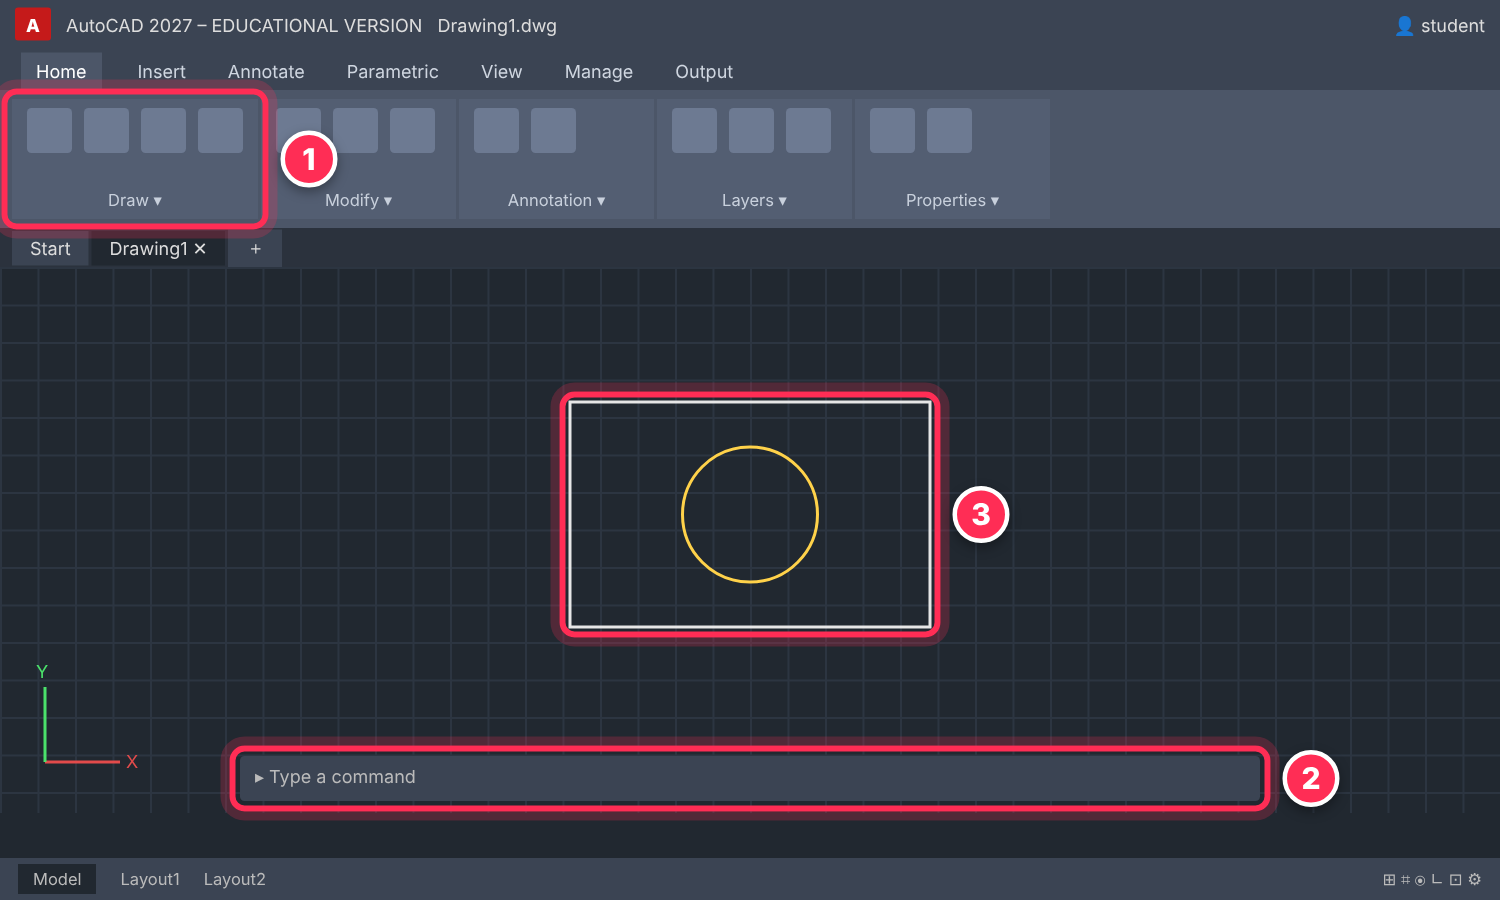 A AutoCAD 2027 – EDUCATIONAL VERSION Drawing1.dwg student
Home Insert Annotate Parametric View Manage Output
1
Draw ▾ Modify ▾ Annotation ▾ Layers ▾ Properties ▾
Start Drawing1 ✕ +
3
Y
X
▸ Type a command
2
Model Layout1 Layout2